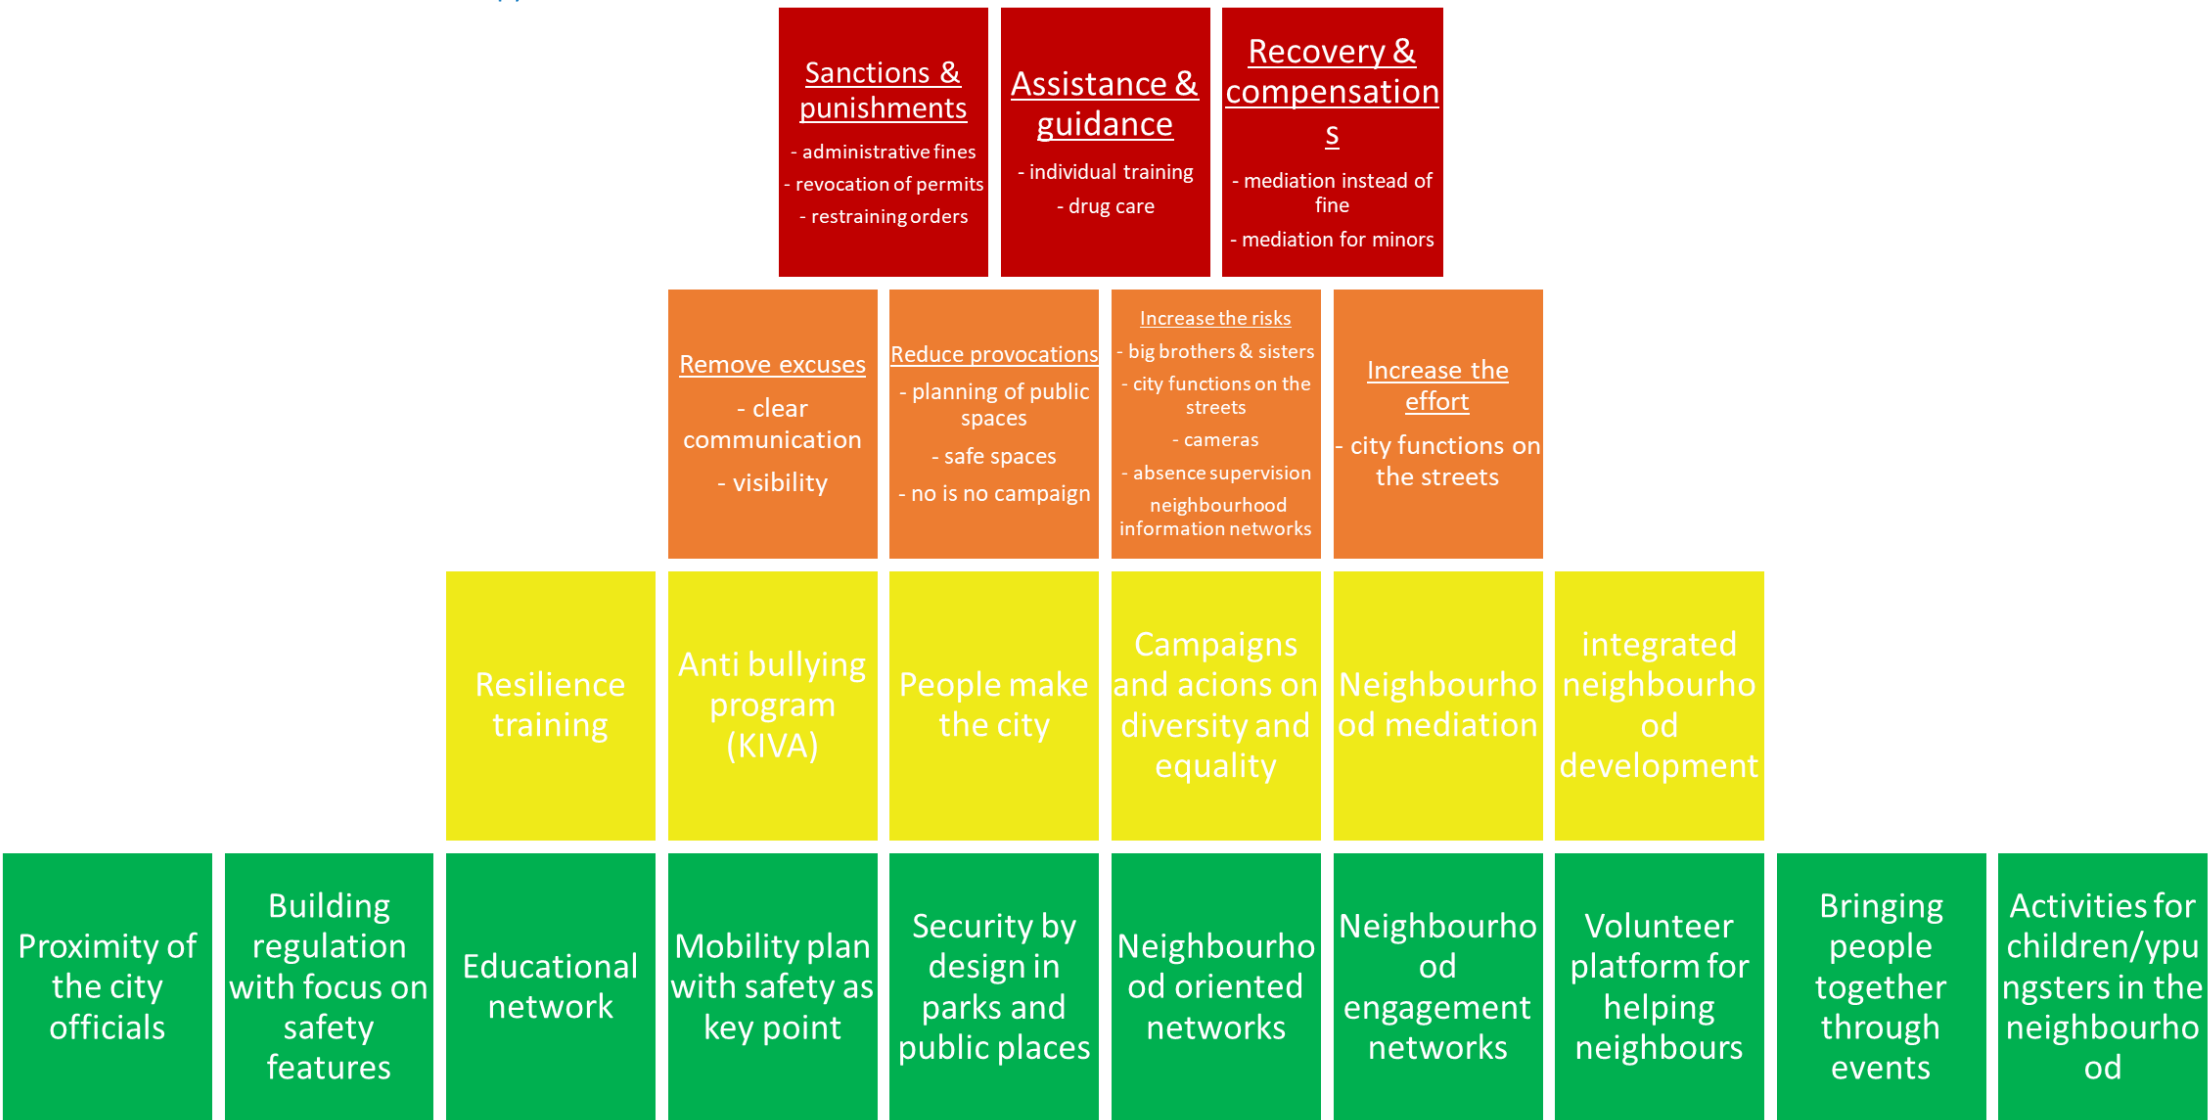 Sanctions &
punishments
- administrative fines
- revocation of permits
- restraining orders
Assistance &
guidance
- individual training
- drug care
Recovery &
compensation
s
- mediation instead of
fine
- mediation for minors
Remove excuses
- clear
communication
- visibility
Reduce provocations
- planning of public
spaces
- safe spaces
- no is no campaign
Increase the risks
- big brothers & sisters
- city functions on the
streets
- cameras
- absence supervision
neighbourhood
information networks
Increase the
effort
- city functions on
the streets
Resilience
training
Anti bullying
program
(KIVA)
People make
the city
Campaigns
and acions on
diversity and
equality
Neighbourho
od mediation
integrated
neighbourho
od
development
Proximity of
the city
officials
Building
regulation
with focus on
safety
features
Educational
network
Mobility plan
with safety as
key point
Security by
design in
parks and
public places
Neighbourho
od oriented
networks
Neighbourho
od
engagement
networks
Volunteer
platform for
helping
neighbours
Bringing
people
together
through
events
Activities for
children/ypu
ngsters in the
neighbourho
od